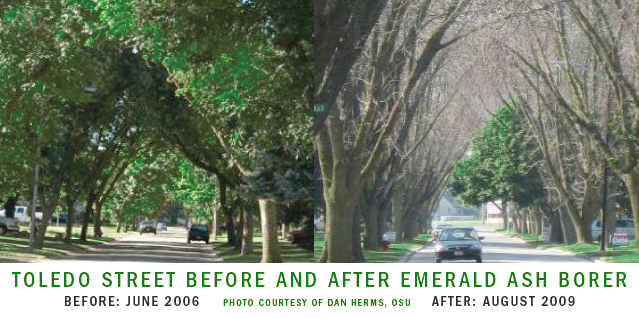 TOLEDO STREET BEFORE AND AFTER EMERALD ASH BORER
BEFORE: JUNE 2006 PHOTO COURTESY OF DAN HERMS, OSU AFTER: AUGUST 2009